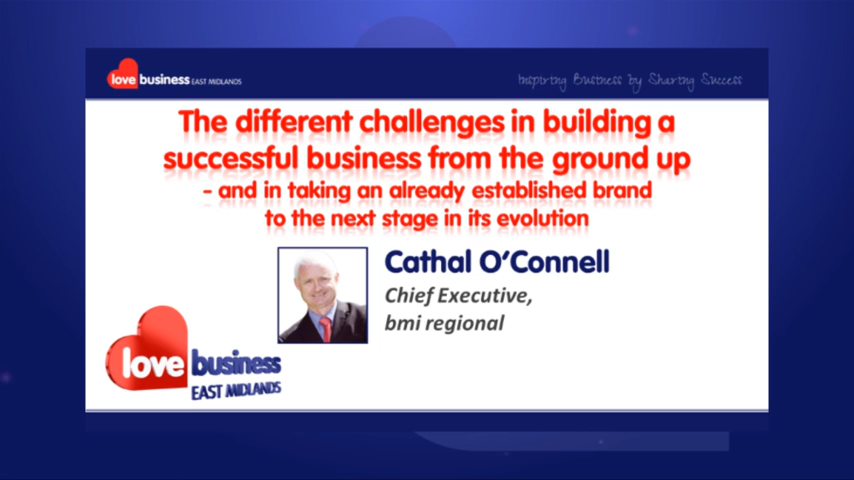 love business EAST MIDLANDS
Inspiring Business by Sharing Success
The different challenges in building a
successful business from the ground up
- and in taking an already established brand
to the next stage in its evolution
Cathal O'Connell
Chief Executive,
bmi regional
love business
EAST MIDLANDS